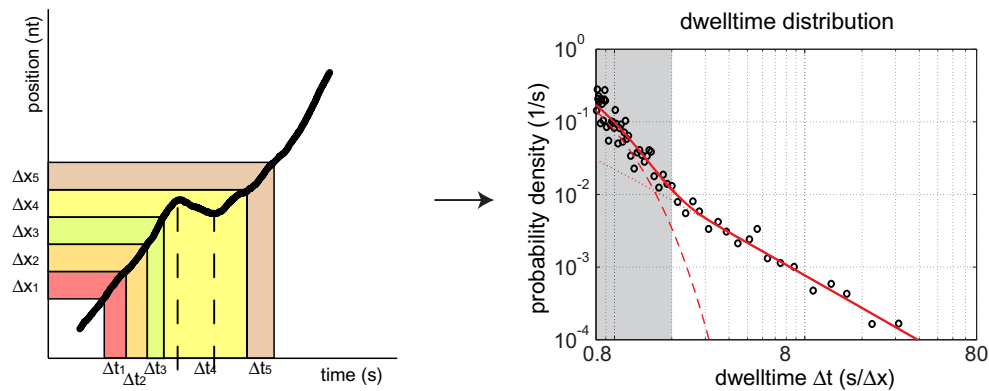 position (nt)
Δx5
Δx4
Δx3
Δx2
Δx1
Δt1
Δt2
Δt3
Δt4
Δt5
time (s)
dwelltime distribution
probability density (1/s)
10^0
10^-1
10^-2
10^-3
10^-4
0.8
8
80
dwelltime Δt (s/Δx)